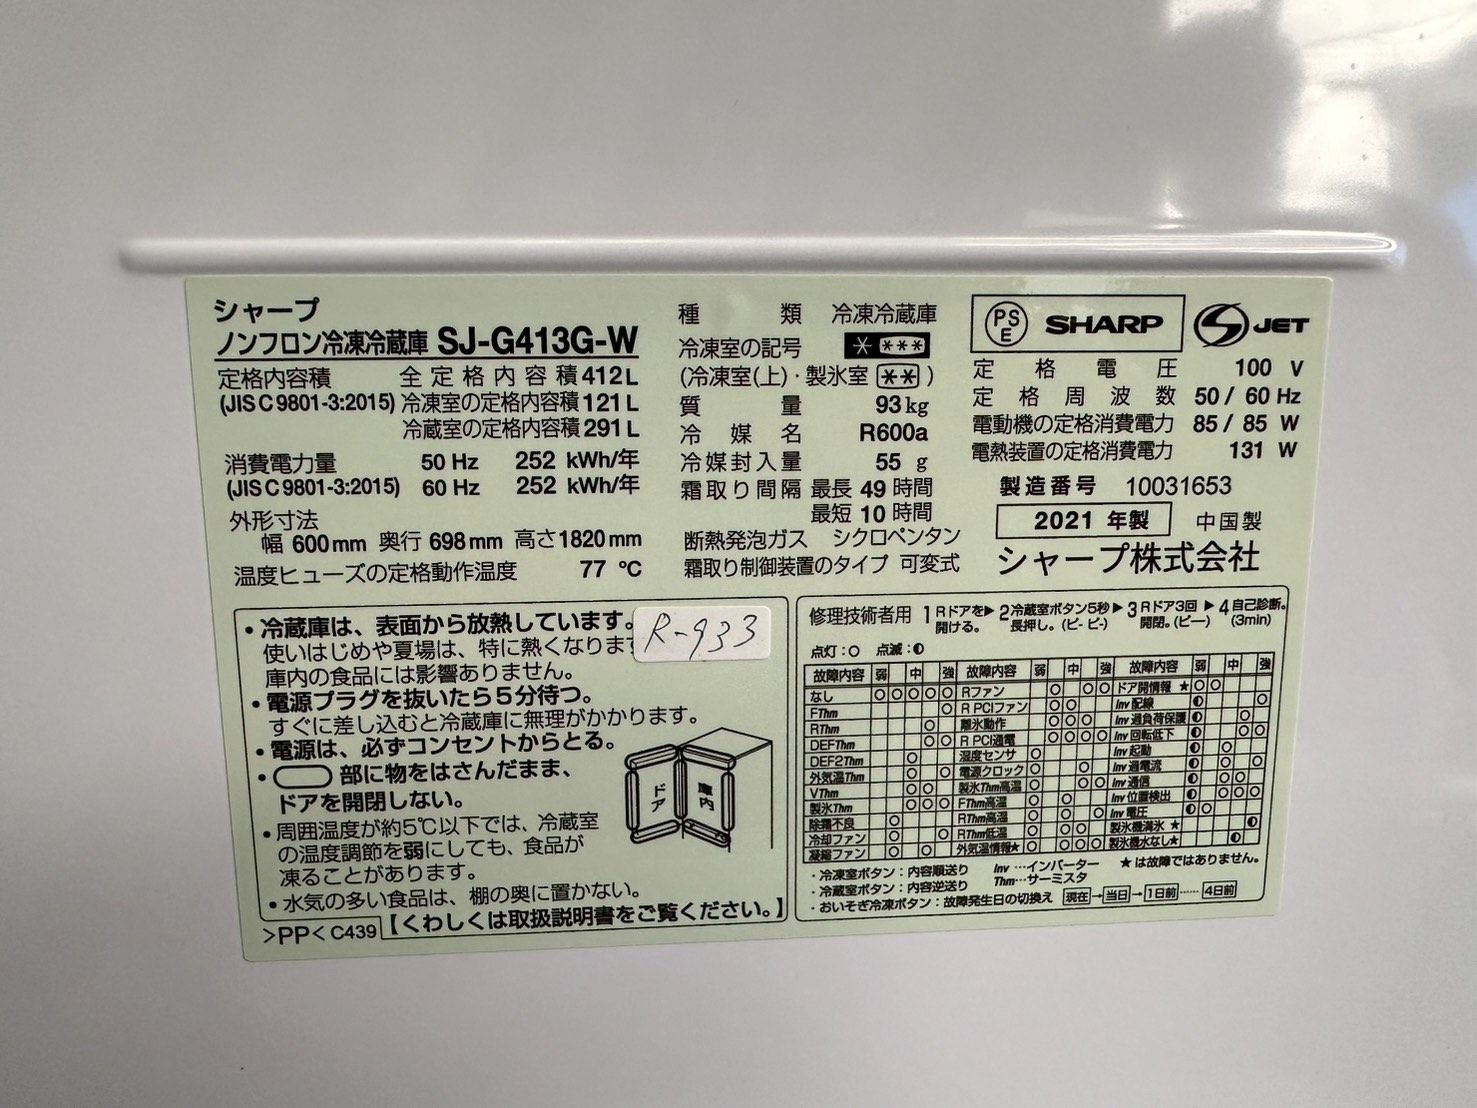 シャープ
ノンフロン冷凍冷蔵庫 SJ-G413G-W
定格内容積 全定格内容積 412L
(JIS C 9801-3:2015) 冷凍室の定格内容積 121 L
冷蔵室の定格内容積 291 L
消費電力量 50 Hz 252 kWh/年
(JIS C 9801-3:2015) 60 Hz 252 kWh/年
外形寸法
幅 600mm 奥行 698mm 高さ 1820mm
温度ヒューズの定格動作温度 77 ℃
種類 冷凍冷蔵庫
冷凍室の記号 * ***
(冷凍室(上)・製氷室 ** )
質量 93kg
冷媒名 R600a
冷媒封入量 55 g
霜取り間隔 最長 49 時間
最短 10 時間
断熱発泡ガス シクロペンタン
霜取り制御装置のタイプ 可変式
PSE SHARP JET
定格電圧 100 V
定格周波数 50 / 60 Hz
電動機の定格消費電力 85 / 85 W
電熱装置の定格消費電力 131 W
製造番号 10031653
2021 年製 中国製
シャープ株式会社
・冷蔵庫は、表面から放熱しています。
使いはじめや夏場は、特に熱くなりま
庫内の食品には影響ありません。
R-933
・電源プラグを抜いたら5分待つ。
すぐに差し込むと冷蔵庫に無理がかかります。
・電源は、必ずコンセントからとる。
・ 部に物をはさんだまま、
ドアを開閉しない。
ドア 庫内
・周囲温度が約5℃以下では、冷蔵室
の温度調節を弱にしても、食品が
凍ることがあります。
・水気の多い食品は、棚の奥に置かない。
>PP< C439 【くわしくは取扱説明書をご覧ください。】
修理技術者用 1 Rドアを開ける。 ▶ 2 冷蔵室ボタン5秒長押し。(ピ-ピ-) ▶ 3 Rドア3回開閉。(ピー) ▶ 4 自己診断。(3min)
点灯:○ 点滅:◐
故障内容 弱 中 強 故障内容 弱 中 強 故障内容 弱 中 強
なし Rファン ドア開情報 ★
FThm R PCIファン Inv 配線
RThm 離氷動作 Inv 過負荷保護
DEFThm R PCI通電 Inv 回転低下
DEF2Thm 湿度センサ Inv 起動
外気温Thm 電源クロック Inv 過電流
VThm 製氷Thm高温 Inv 通信
製氷Thm FThm高温 Inv 位置検出
除霜不良 RThm高温 Inv 電圧
冷却ファン RThm低温 製氷機満氷 ★
凝縮ファン 外気温情報★ 製氷機水なし★
・冷凍室ボタン:内容順送り Inv …インバーター ★は故障ではありません。
・冷蔵室ボタン:内容逆送り Thm…サーミスタ
・おいそぎ冷凍ボタン:故障発生日の切換え 現在→当日→1日前……4日前